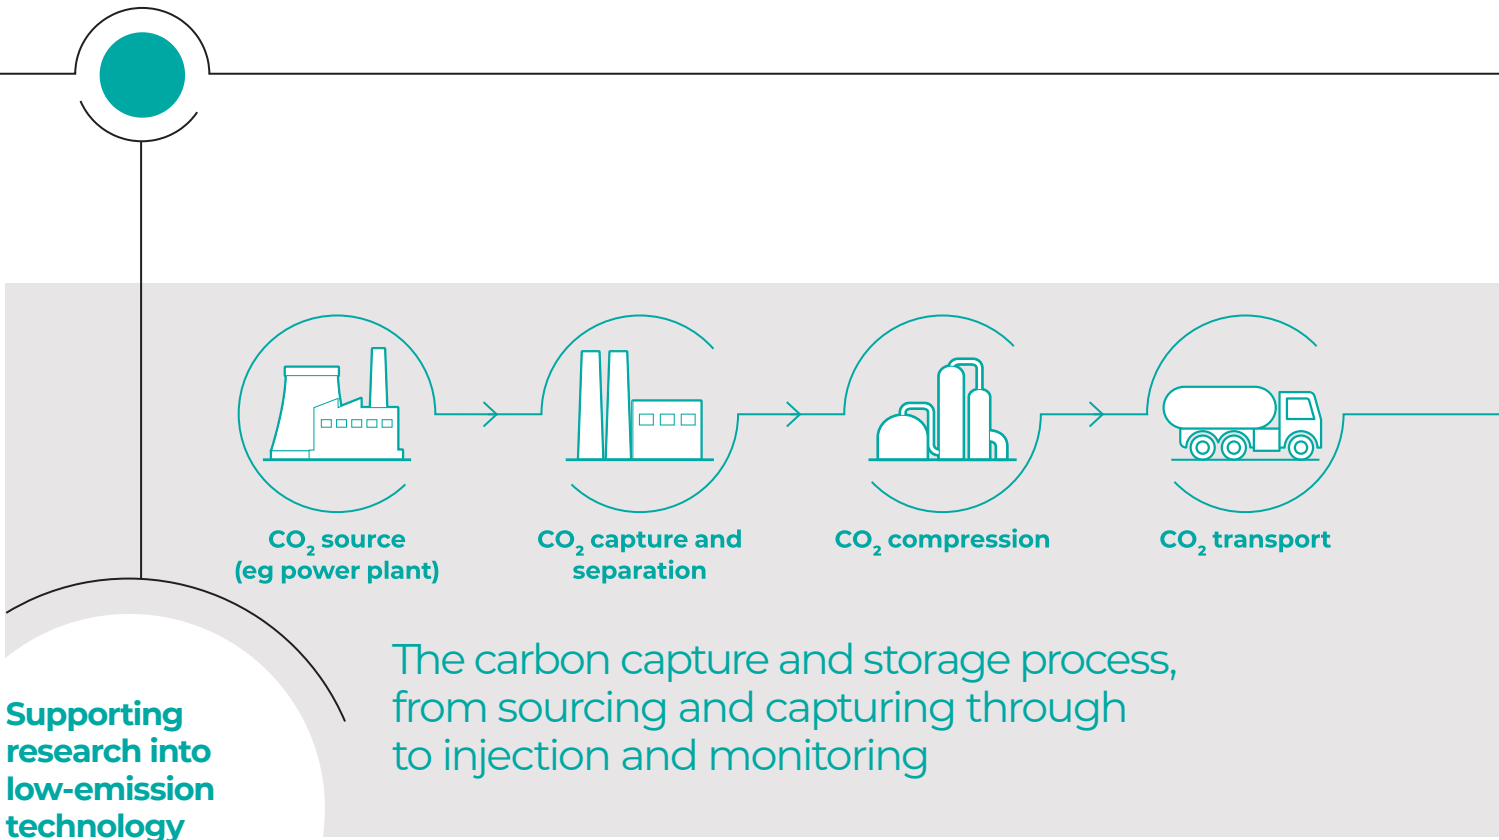 CO₂ source
(eg power plant)
CO₂ capture and
separation
CO₂ compression
CO₂ transport
The carbon capture and storage process,
from sourcing and capturing through
to injection and monitoring
Supporting
research into
low-emission
technology